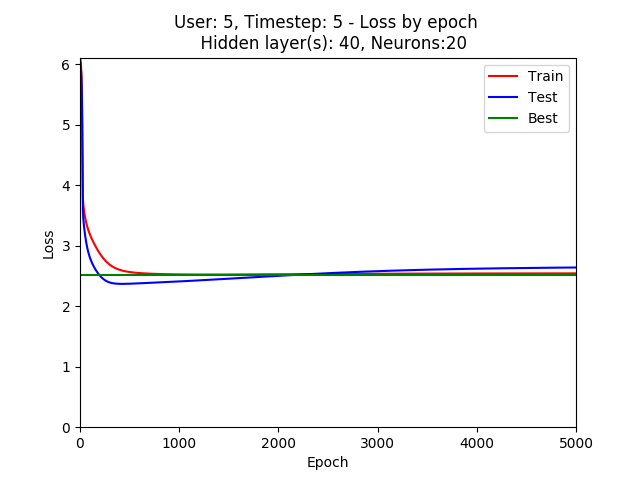 User: 5, Timestep: 5 - Loss by epoch
Hidden layer(s): 40, Neurons:20
Train
Test
Best
6
5
4
3
2
1
0
Loss
0 1000 2000 3000 4000 5000
Epoch